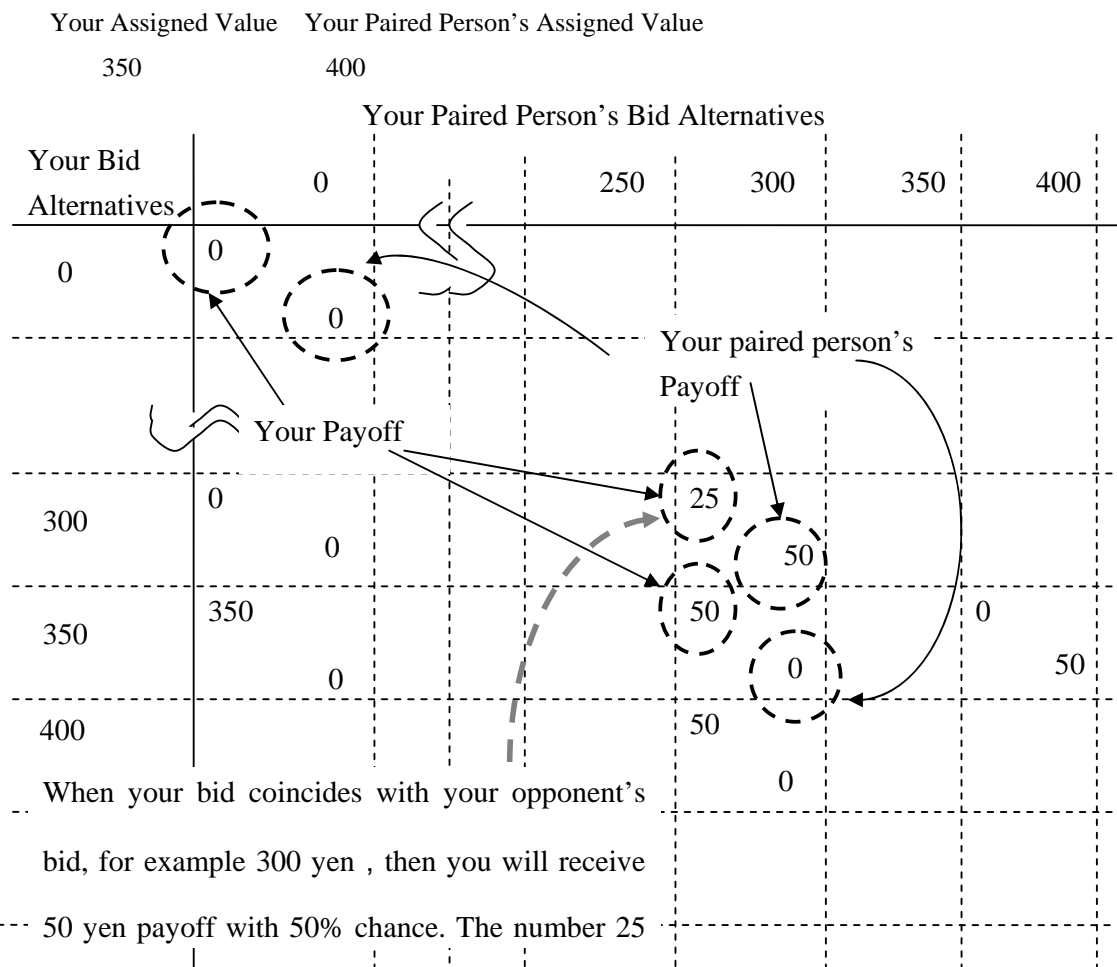 Your Assigned Value Your Paired Person's Assigned Value
350 400
Your Paired Person's Bid Alternatives
Your Bid
Alternatives
0 250 300 350 400
0
0
0
Your paired person's
Payoff
Your Payoff
0 25
300
0 50
350 50 0
350
0 0 50
400 50
0
When your bid coincides with your opponent's
bid, for example 300 yen , then you will receive
50 yen payoff with 50% chance. The number 25